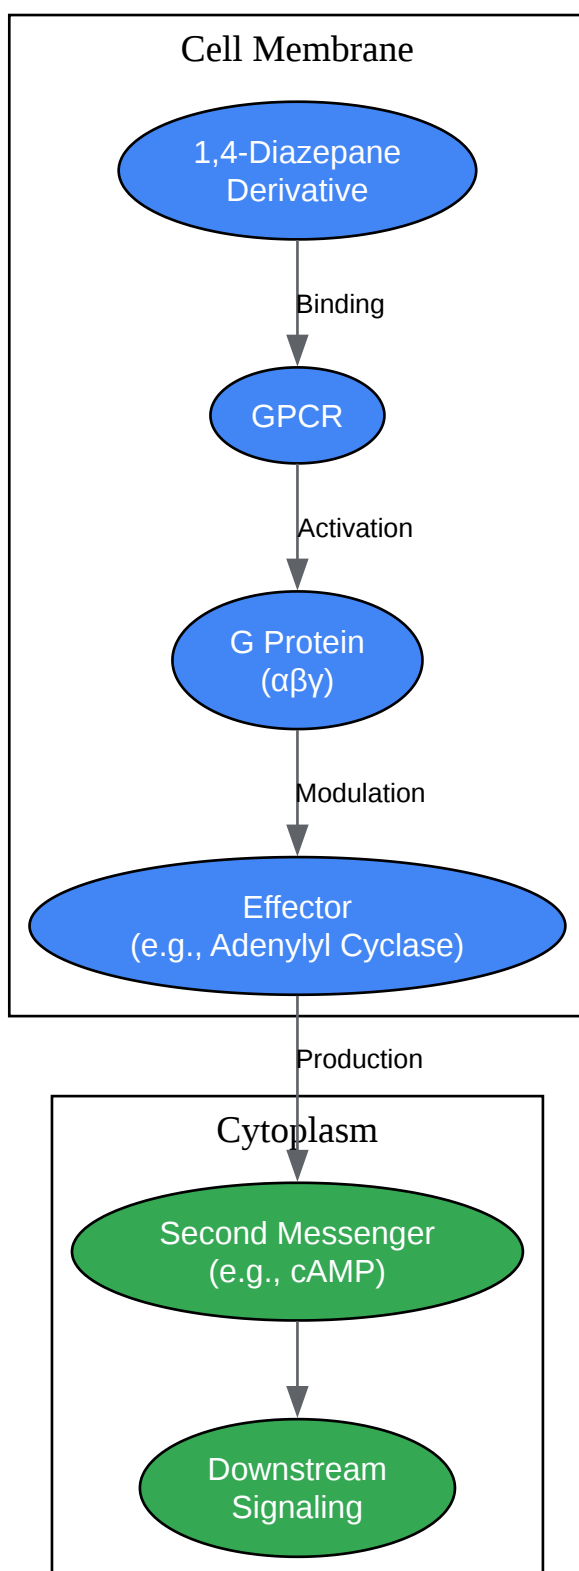 Cell Membrane
1,4-Diazepane
Derivative
Binding
GPCR
Activation
G Protein
(αβγ)
Modulation
Effector
(e.g., Adenylyl Cyclase)
Production
Cytoplasm
Second Messenger
(e.g., cAMP)
Downstream
Signaling